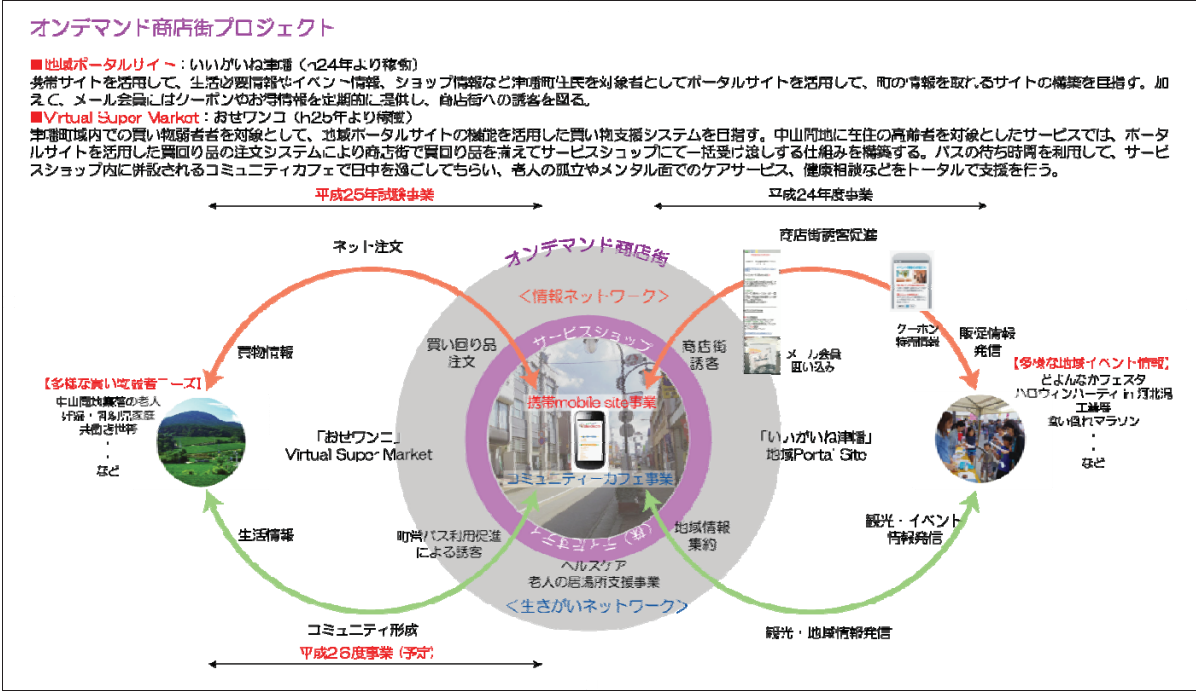 オンデマンド商店街プロジェクト
■地域ポータルサイト：いいがいね津幡（h24年より稼働）
携帯サイトを活用して、生活必要情報やイベント情報、ショップ情報など津幡町住民を対象者としてポータルサイトを活用して、町の情報を取れるサイトの構築を目指す。加
えて、メール会員にはクーポンやお得情報を定期的に提供し、商店街への誘客を図る。
■Virtual Super Market：おせワンコ（h25年より稼働）
津幡町域内での買い物弱者者を対象として、地域ポータルサイトの機能を活用した買い物支援システムを目指す。中山間地に在住の高齢者を対象としたサービスでは、ポータ
ルサイトを活用した買回り品の注文システムにより商店街で買回り品を揃えてサービスショップにて一括受け渡しする仕組みを構築する。バスの待ち時間を利用して、サービ
スショップ内に併設されるコミュニティカフェで日中を過ごしてもらい、老人の孤立やメンタル面でのケアサービス、健康相談などをトータルで支援を行う。
平成25年試験事業
平成24年度事業
ネット注文
オンデマンド商店街
商店街誘客促進
＜情報ネットワーク＞
サービスショップ
買物情報
買い回り品
注文
商店街
誘客
メール会員
囲い込み
クーポン
特売情報
販促情報
発信
【多様な買い物弱者ニーズ】
中山間地集落の老人
妊婦・育児家庭
共働き世帯
・
・
など
【多様な地域イベント情報】
どよんなかフェスタ
ハロウィンパーティ in 河北潟
工業等
食い倒れマラソン
・
・
など
携帯mobile site事業
「おせワンコ」
Virtual Super Market
「いいがいね津幡」
地域Portal Site
コミュニティーカフェ事業
生活情報
町営バス利用促進
による誘客
地域情報
集約
観光・イベント
情報発信
ヘルスケア
老人の居場所支援事業
＜生きがいネットワーク＞
コミュニティ形成
観光・地域情報発信
平成26度事業（予定）